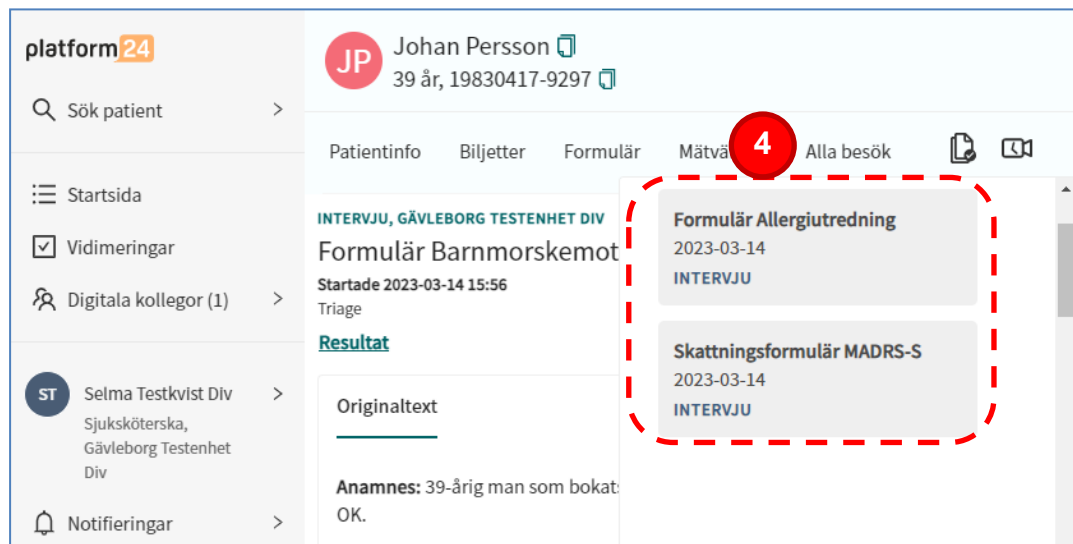 platform24
Sök patient
Startsida
Vidimeringar
Digitala kollegor (1)
ST
Selma Testkvist DIv
Sjuksköterska,
Gävleborg Testenhet
Div
Notifieringar
JP
Johan Persson
39 år, 19830417-9297
Patientinfo Biljetter Formulär Mätvä 4 Alla besök
INTERVJU, GÄVLEBORG TESTENHET DIV
Formulär Barnmorskemot
Startade 2023-03-14 15:56
Triage
Resultat
Originaltext
Anamnes: 39-årig man som bokat
OK.
Formulär Allergiutredning
2023-03-14
INTERVJU
Skattningsformulär MADRS-S
2023-03-14
INTERVJU